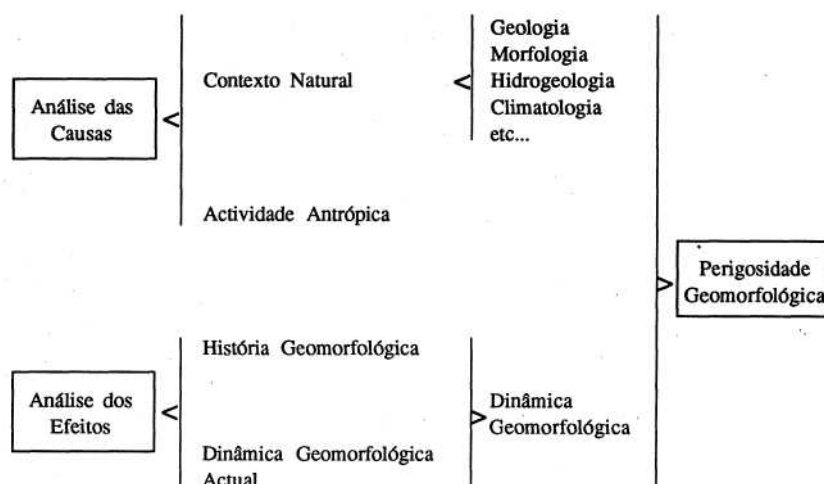 Análise das
Causas
Contexto Natural
Actividade Antrópica
Geologia
Morfologia
Hidrogeologia
Climatologia
etc...
Perigosidade
Geomorfológica
Análise dos
Efeitos
História Geomorfológica
Dinâmica Geomorfológica
Actual
Dinâmica
Geomorfológica